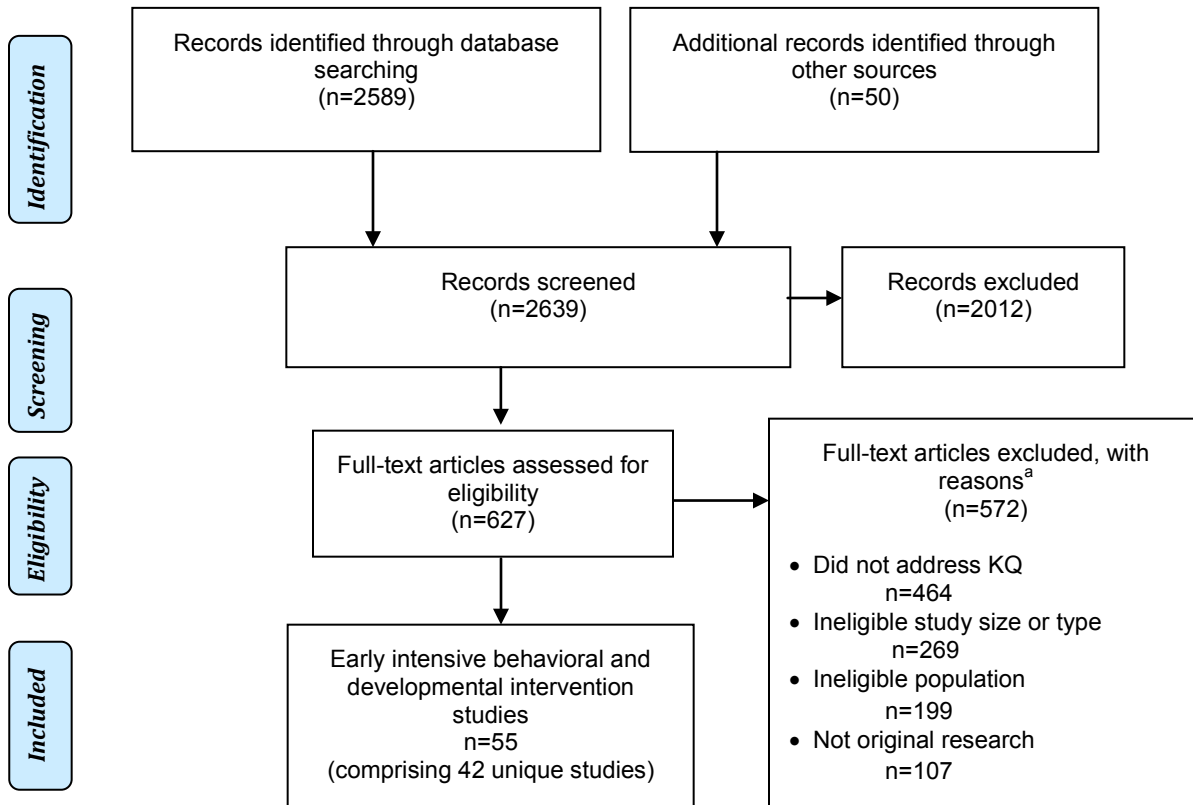 Identification
Records identified through database
searching
(n=2589)
Additional records identified through
other sources
(n=50)
Screening
Records screened
(n=2639)
Records excluded
(n=2012)
Eligibility
Full-text articles assessed for
eligibility
(n=627)
Full-text articles excluded, with
reasonsᵃ
(n=572)
• Did not address KQ
n=464
• Ineligible study size or type
n=269
• Ineligible population
n=199
• Not original research
n=107
Included
Early intensive behavioral and
developmental intervention
studies
n=55
(comprising 42 unique studies)